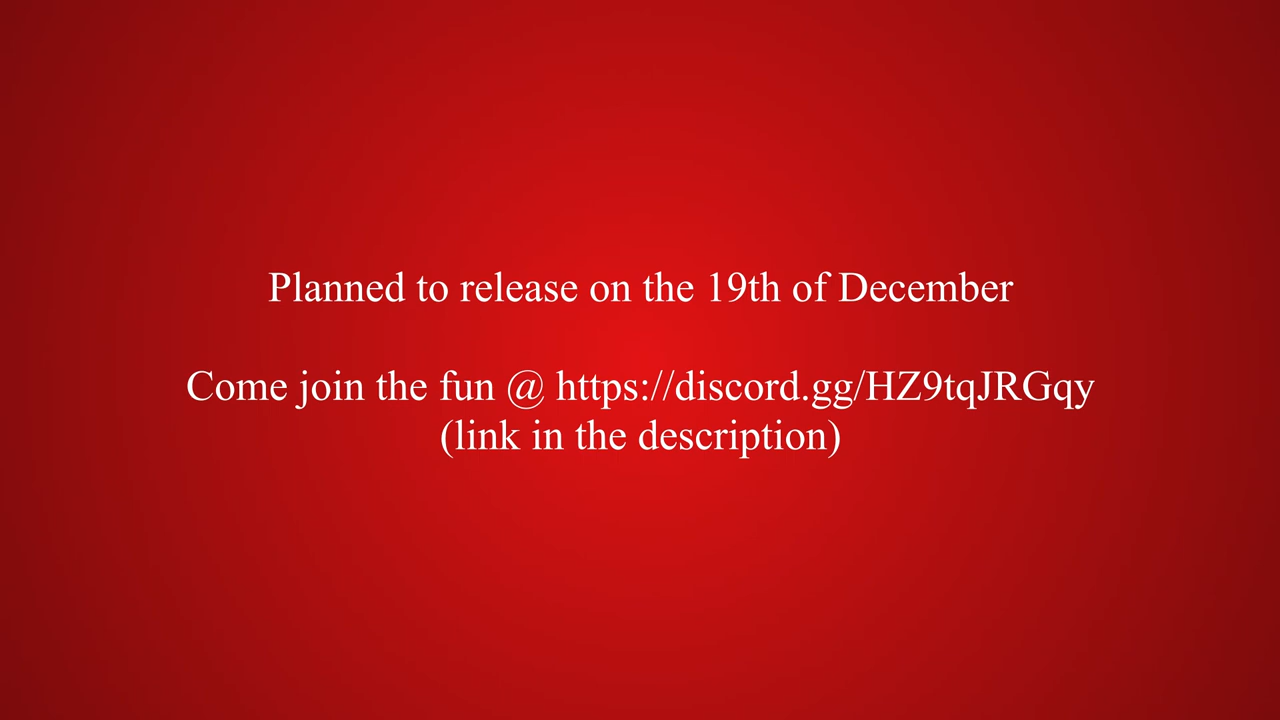 Planned to release on the 19th of December
Come join the fun @ https://discord.gg/HZ9tqJRGqy
(link in the description)